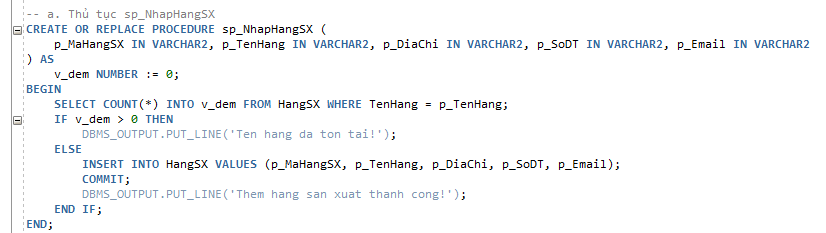 -- a. Thủ tục sp_NhapHangSX
CREATE OR REPLACE PROCEDURE sp_NhapHangSX (
    p_MaHangSX IN VARCHAR2, p_TenHang IN VARCHAR2, p_DiaChi IN VARCHAR2, p_SoDT IN VARCHAR2, p_Email IN VARCHAR2
) AS
    v_dem NUMBER := 0;
BEGIN
    SELECT COUNT(*) INTO v_dem FROM HangSX WHERE TenHang = p_TenHang;
    IF v_dem > 0 THEN
        DBMS_OUTPUT.PUT_LINE('Ten hang da ton tai!');
    ELSE
        INSERT INTO HangSX VALUES (p_MaHangSX, p_TenHang, p_DiaChi, p_SoDT, p_Email);
        COMMIT;
        DBMS_OUTPUT.PUT_LINE('Them hang san xuat thanh cong!');
    END IF;
END;